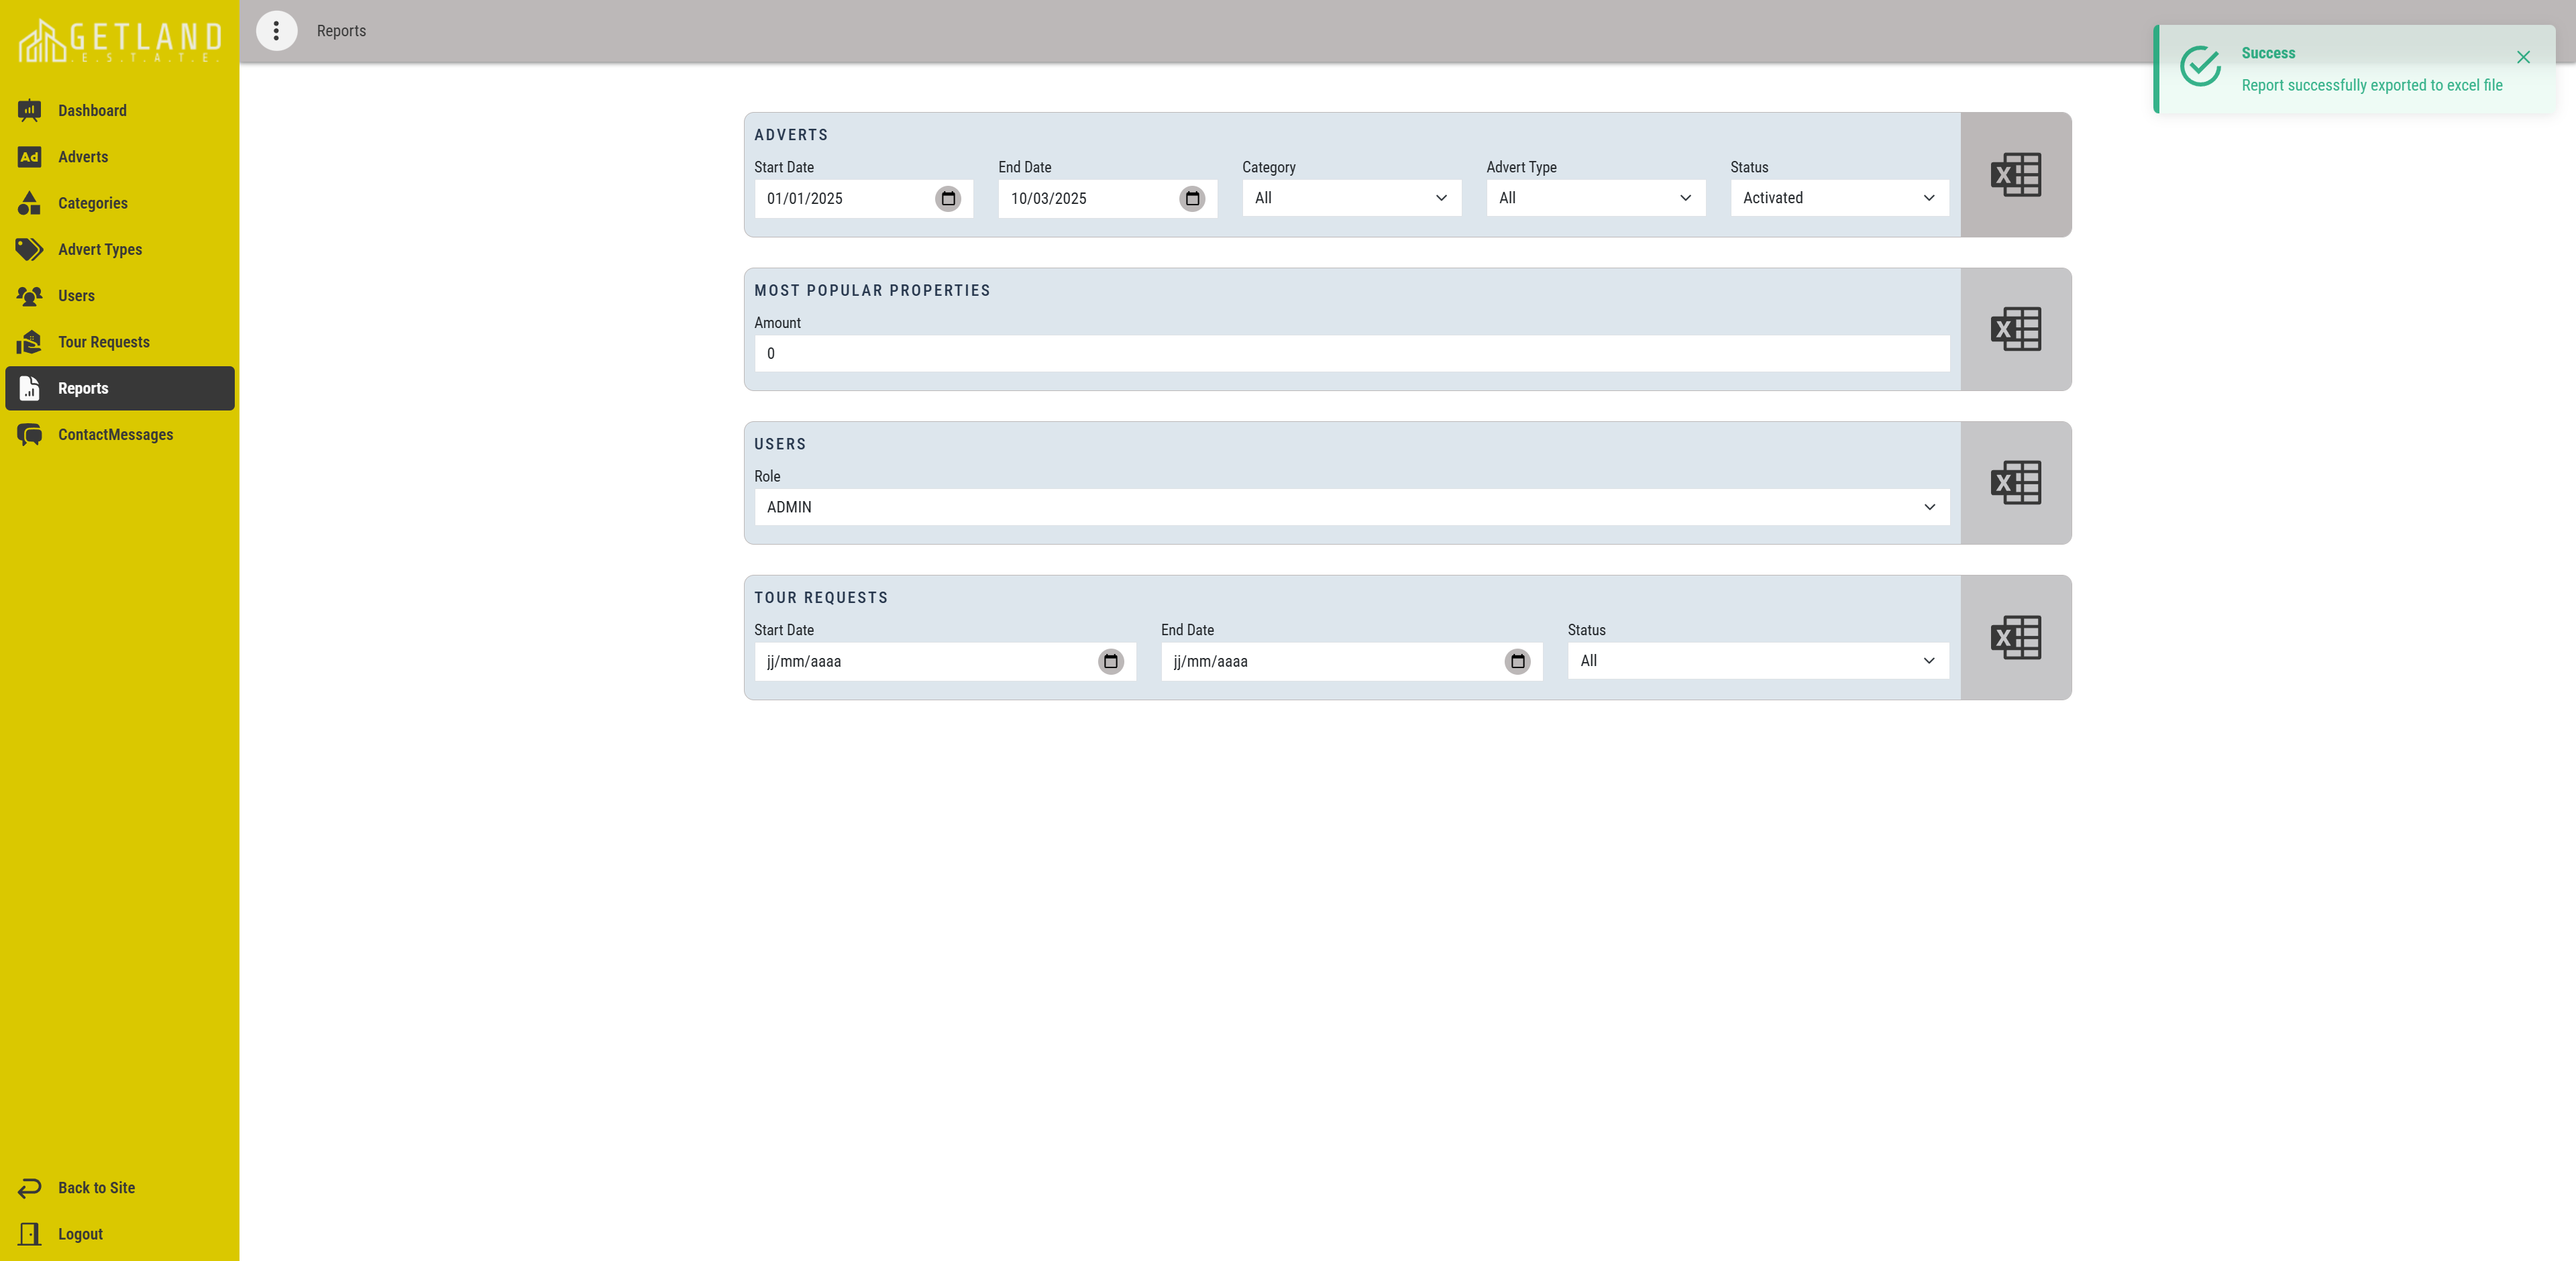 GETLAND
.E.S.T.A.T.E.
Dashboard
Ad
Adverts
Categories
Advert Types
Users
Tour Requests
Reports
ContactMessages
Back to Site
Logout
Reports
Success
Report successfully exported to excel file
ADVERTS
Start Date
End Date
Category
Advert Type
Status
01/01/2025
10/03/2025
All
All
Activated
X
MOST POPULAR PROPERTIES
Amount
0
X
USERS
Role
ADMIN
X
TOUR REQUESTS
Start Date
End Date
Status
jj/mm/aaaa
jj/mm/aaaa
All
X